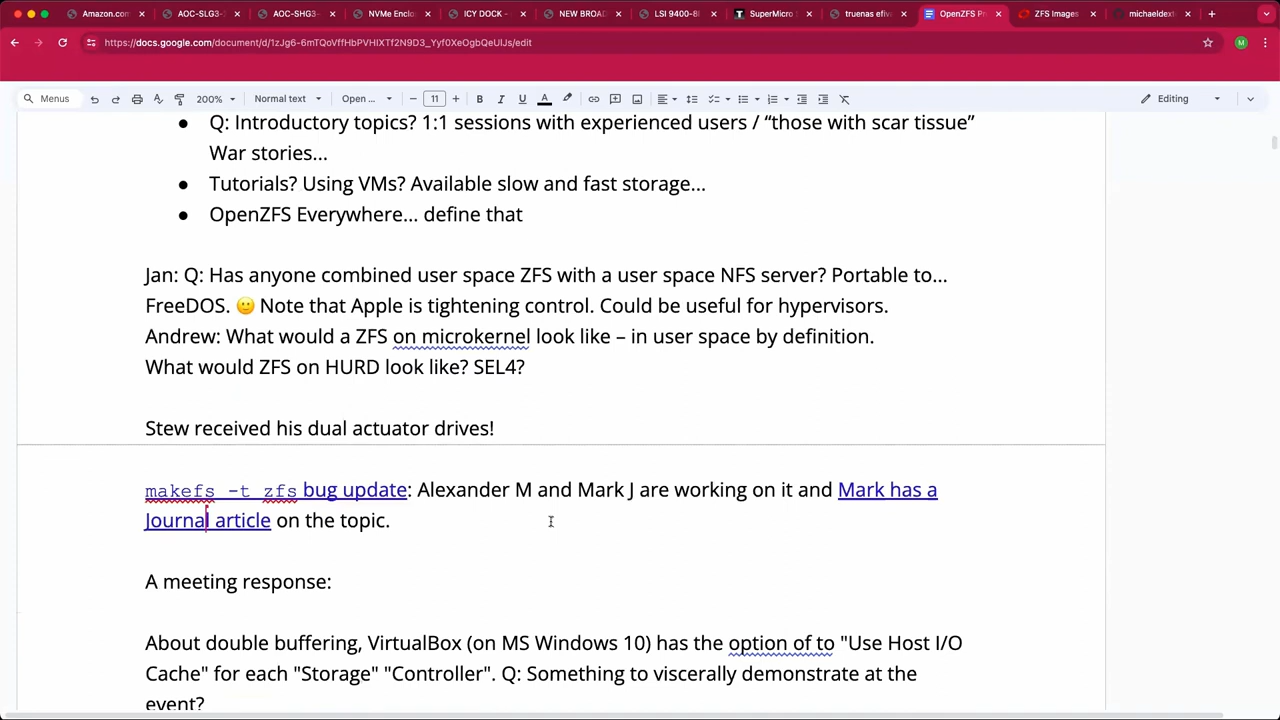 Amazon.com
AOC-SLG3-
AOC-SHG3-
NVMe Enclo
ICY DOCK -
NEW BROAD
LSI 9400-8
SuperMicro
truenas efive
OpenZFS Pr
ZFS Images
michaeldext
https://docs.google.com/document/d/1zJg6-6mTQoVffHbPVHIXTf2N9D3_Yyf0XeOgbQeUlJs/edit
M
Menus
200%
Normal text
Open ...
11
Editing
Q: Introductory topics? 1:1 sessions with experienced users / “those with scar tissue”
War stories…
Tutorials? Using VMs? Available slow and fast storage…
OpenZFS Everywhere… define that
Jan: Q: Has anyone combined user space ZFS with a user space NFS server? Portable to…
FreeDOS. 🙂 Note that Apple is tightening control. Could be useful for hypervisors.
Andrew: What would a ZFS on microkernel look like – in user space by definition.
What would ZFS on HURD look like? SEL4?
Stew received his dual actuator drives!
makefs -t zfs bug update: Alexander M and Mark J are working on it and Mark has a
Journal article on the topic.
A meeting response:
About double buffering, VirtualBox (on MS Windows 10) has the option of to "Use Host I/O
Cache" for each "Storage" "Controller". Q: Something to viscerally demonstrate at the
event?